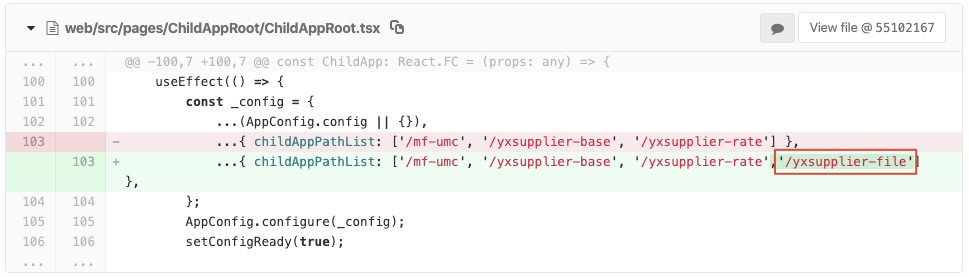 web/src/pages/ChildAppRoot/ChildAppRoot.tsx View file @ 55102167
... ... @@ -100,7 +100,7 @@ const ChildApp: React.FC = (props: any) => {
100 100 useEffect(() => {
101 101 const _config = {
102 102 ...(AppConfig.config || {}),
103 - ...{ childAppPathList: ['/mf-umc', '/yxsupplier-base', '/yxsupplier-rate'] },
103 + ...{ childAppPathList: ['/mf-umc', '/yxsupplier-base', '/yxsupplier-rate','/yxsupplier-file']
},
104 104 };
105 105 AppConfig.configure(_config);
106 106 setConfigReady(true);
... ...